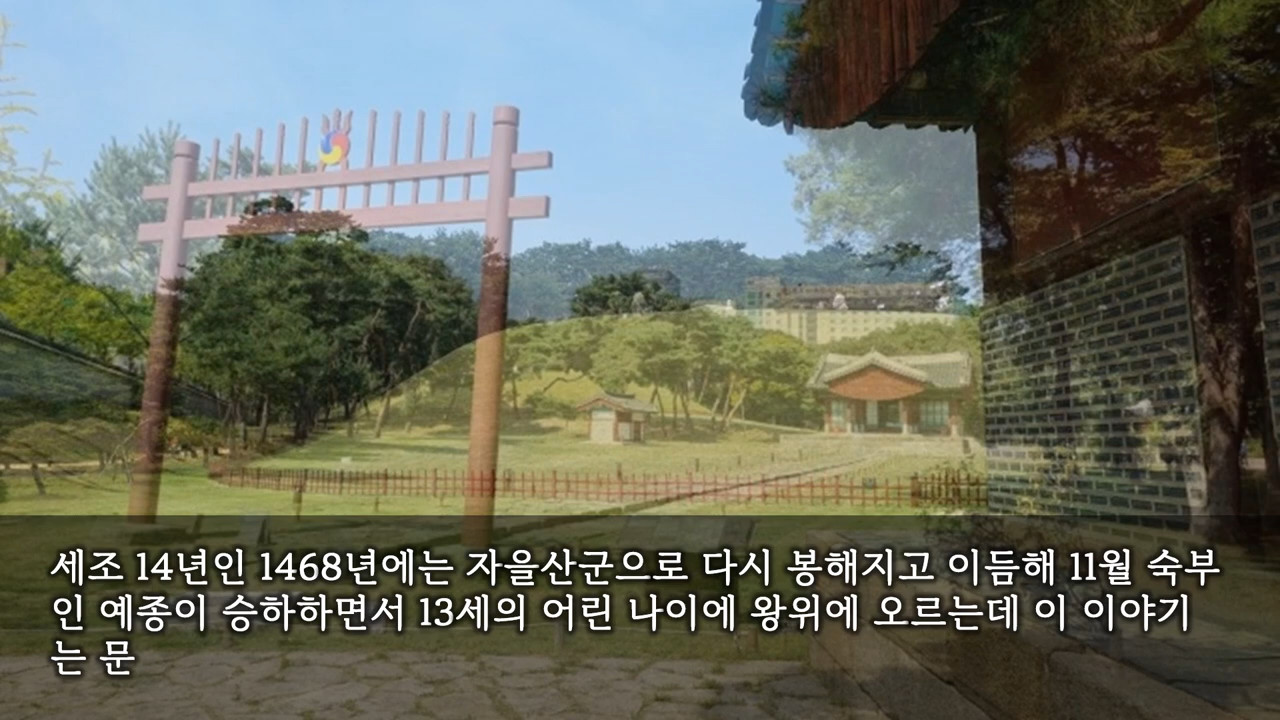 세조 14년인 1468년에는 자을산군으로 다시 봉해지고 이듬해 11월 숙부
인 예종이 승하하면서 13세의 어린 나이에 왕위에 오르는데 이 이야기
는 문